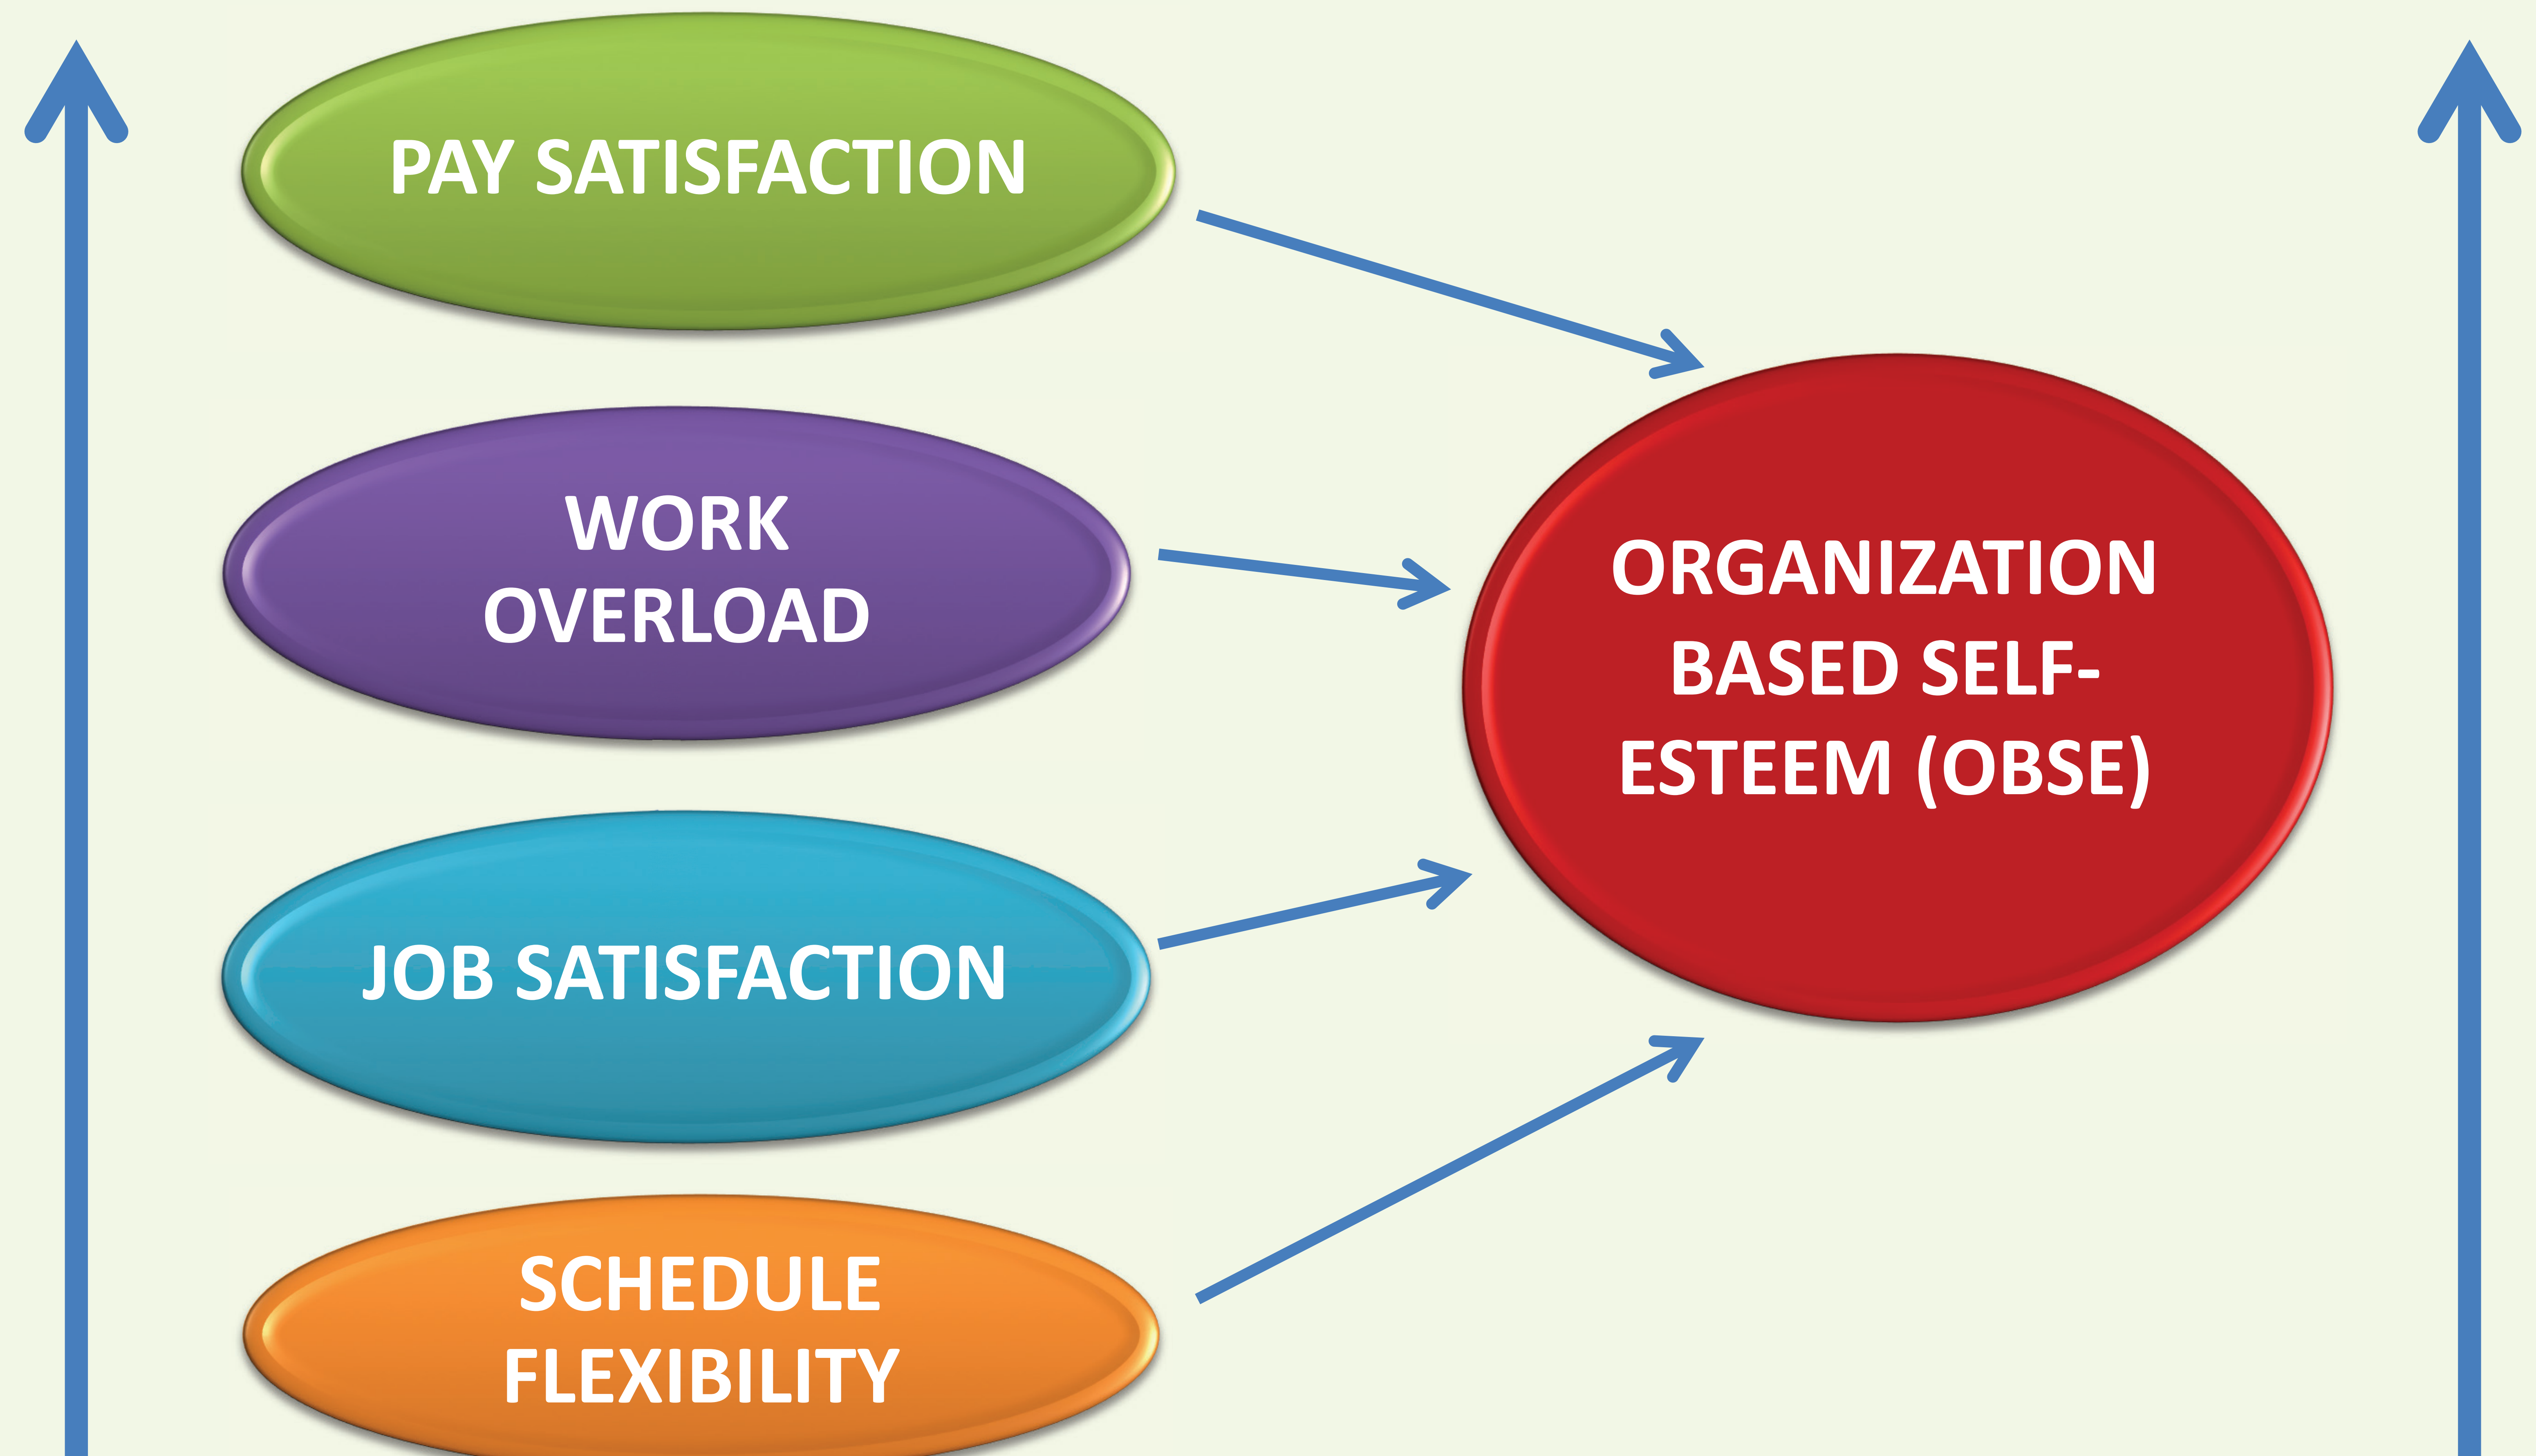 PAY SATISFACTION
WORK
OVERLOAD
JOB SATISFACTION
SCHEDULE
FLEXIBILITY
ORGANIZATION
BASED SELF-
ESTEEM (OBSE)